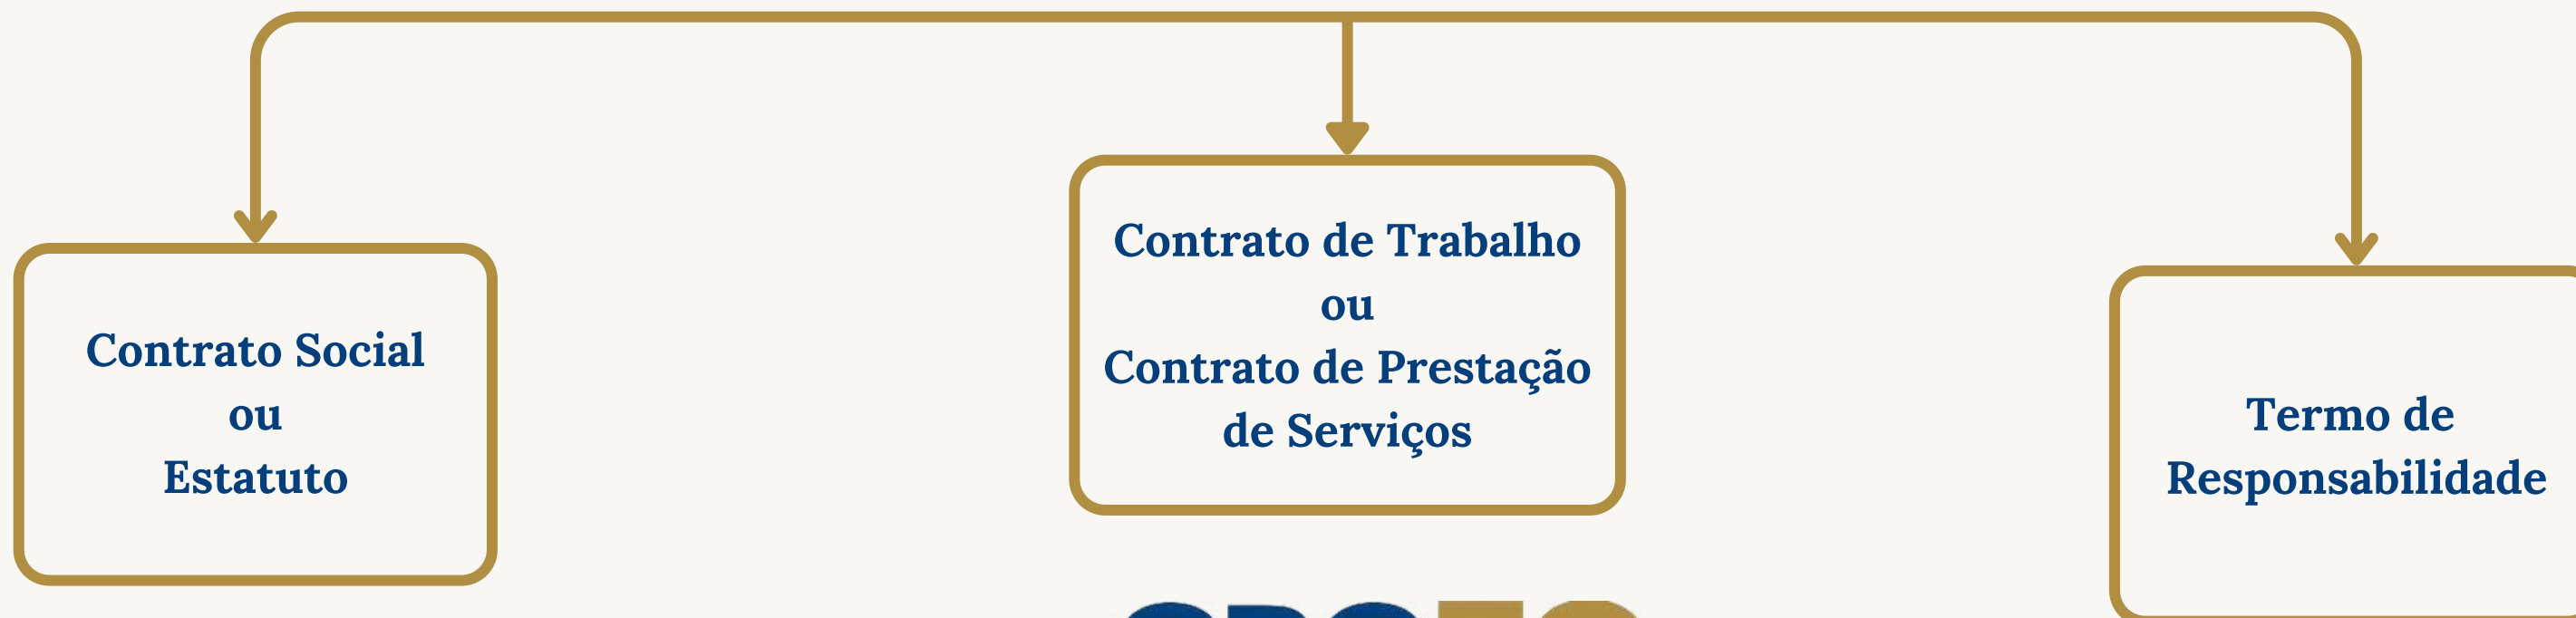 Contrato Social
ou
Estatuto
Contrato de Trabalho
ou
Contrato de Prestação
de Serviços
Termo de
Responsabilidade